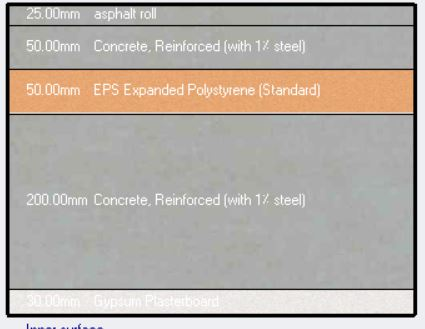 25.00mm asphalt roll
50.00mm Concrete, Reinforced (with 1% steel)
50.00mm EPS Expanded Polystyrene (Standard)
200.00mm Concrete, Reinforced (with 1% steel)
30.00mm Gypsum Plasterboard
Inner surface